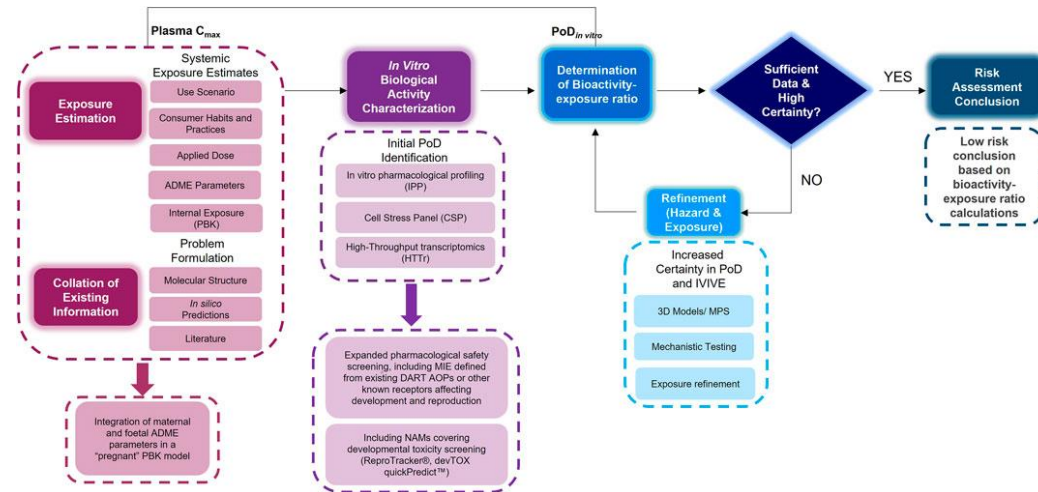 Plasma Cmax
PoDin vitro
Systemic
Exposure Estimates
Exposure
Estimation
Use Scenario
Consumer Habits and
Practices
Applied Dose
ADME Parameters
Internal Exposure
(PBK)
Problem
Formulation
Collation of
Existing
Information
Molecular Structure
In silico
Predictions
Literature
Integration of maternal
and foetal ADME
parameters in a
“pregnant” PBK model
In Vitro
Biological
Activity
Characterization
Initial PoD
Identification
In vitro pharmacological profiling
(IPP)
Cell Stress Panel (CSP)
High-Throughput transcriptomics
(HTTr)
Expanded pharmacological safety
screening, including MIE defined
from existing DART AOPs or other
known receptors affecting
development and reproduction
Including NAMs covering
developmental toxicity screening
(ReproTracker®, devTOX
quickPredict™)
Determination
of Bioactivity-
exposure ratio
Sufficient
Data &
High
Certainty?
YES
NO
Refinement
(Hazard &
Exposure)
Increased
Certainty in PoD
and IVIVE
3D Models/ MPS
Mechanistic Testing
Exposure refinement
Risk
Assessment
Conclusion
Low risk
conclusion
based on
bioactivity-
exposure ratio
calculations